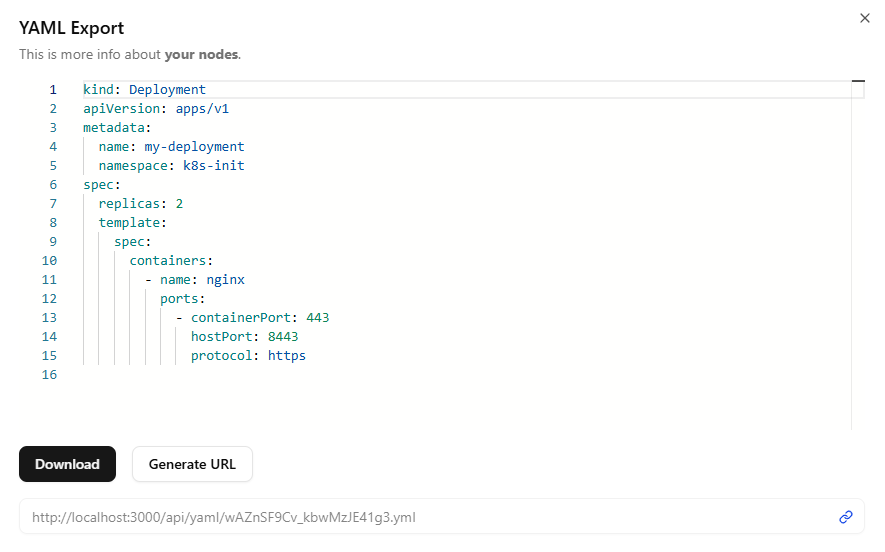 YAML Export
This is more info about your nodes.
1 kind: Deployment
2 apiVersion: apps/v1
3 metadata:
4   name: my-deployment
5   namespace: k8s-init
6 spec:
7   replicas: 2
8   template:
9     spec:
10       containers:
11         - name: nginx
12           ports:
13             - containerPort: 443
14               hostPort: 8443
15               protocol: https
16
Download Generate URL
http://localhost:3000/api/yaml/wAZnSF9Cv_kbwMzJE41g3.yml